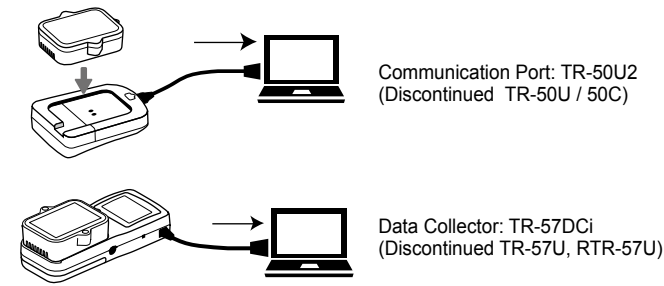 Communication Port: TR-50U2
(Discontinued  TR-50U / 50C)
Data Collector: TR-57DCi
(Discontinued TR-57U, RTR-57U)